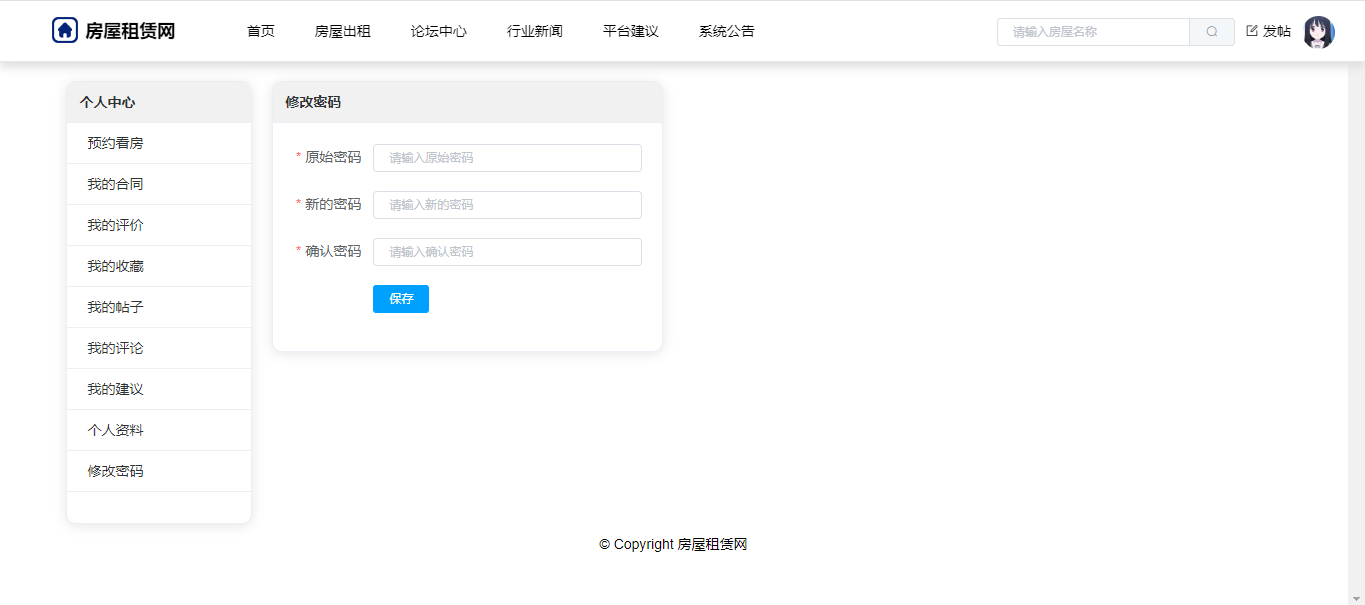 房屋租赁网 首页 房屋出租 论坛中心 行业新闻 平台建议 系统公告 请输入房屋名称 发帖
个人中心
预约看房
我的合同
我的评价
我的收藏
我的帖子
我的评论
我的建议
个人资料
修改密码
修改密码
* 原始密码 请输入原始密码
* 新的密码 请输入新的密码
* 确认密码 请输入确认密码
保存
© Copyright 房屋租赁网